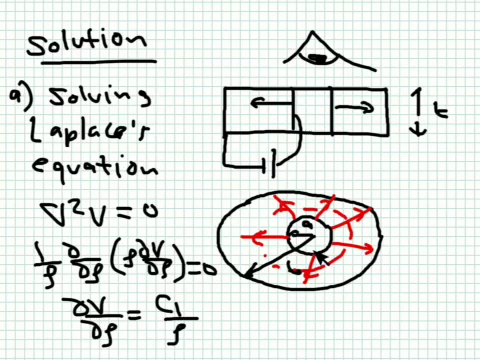 Solution
a) Solving
Laplace's
equation
∇²V = 0
1/ρ ∂/∂ρ (ρ ∂V/∂ρ) = 0
∂V/∂ρ = C₁/ρ
t
a
b